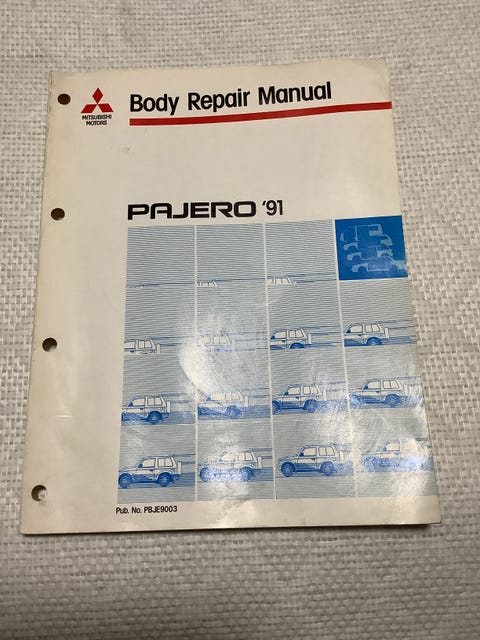 Body Repair Manual
MITSUBISHI
MOTORS
PAJERO '91
Pub. No. PBJE9003